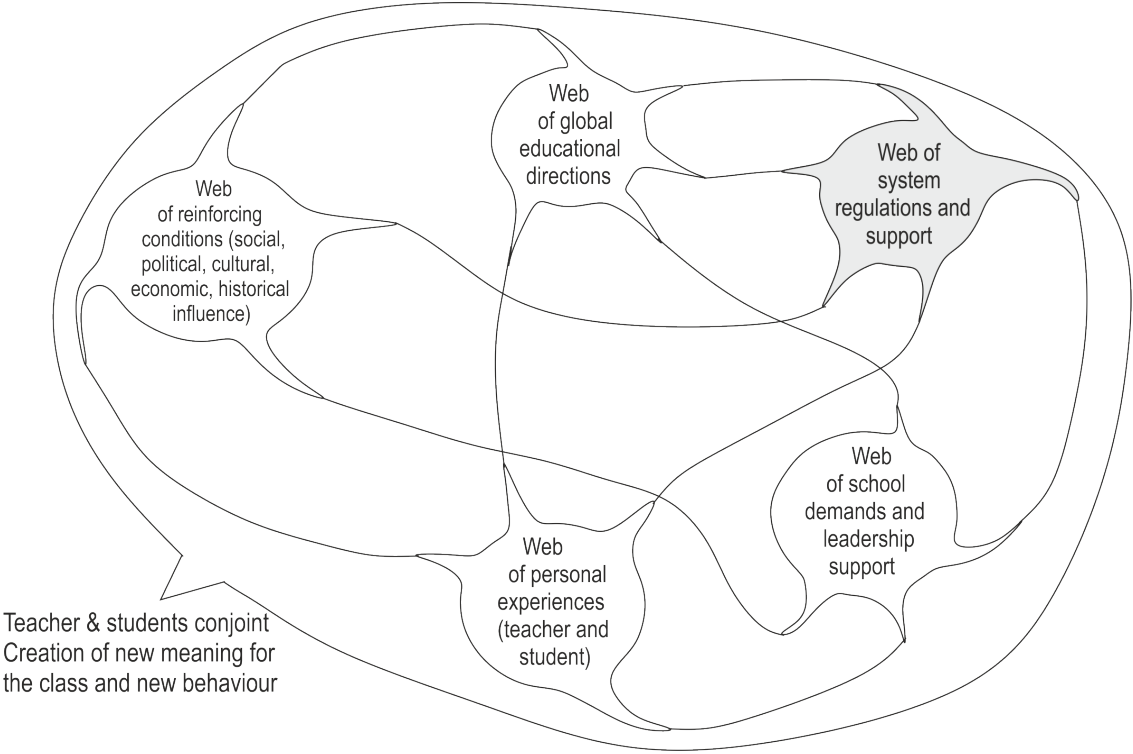 Web
of global
educational
directions
Web of
system
regulations and
support
Web
of reinforcing
conditions (social,
political, cultural,
economic, historical
influence)
Web
of school
demands and
leadership
support
Web
of personal
experiences
(teacher and
student)
Teacher & students conjoint
Creation of new meaning for
the class and new behaviour